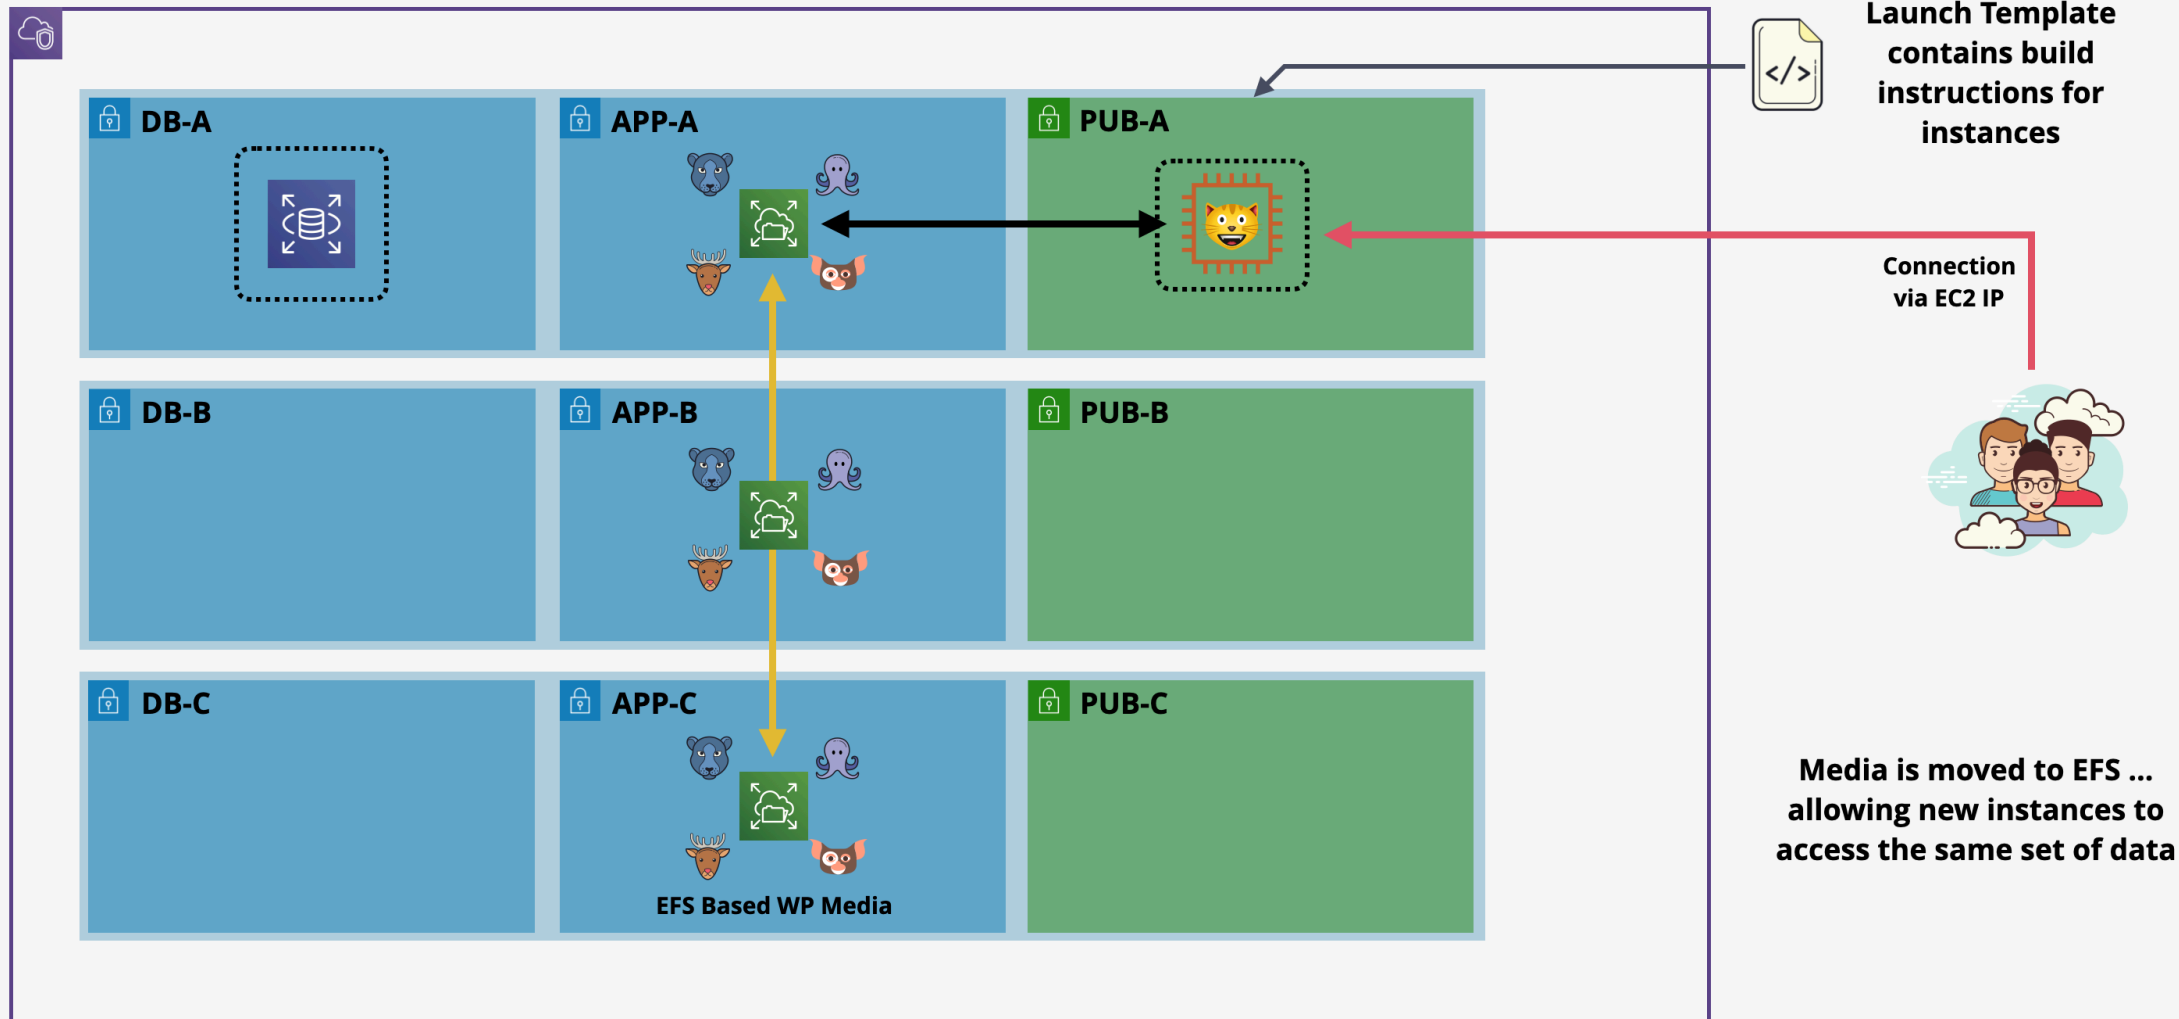 Launch Template
contains build
instructions for
instances
DB-A
APP-A
PUB-A
</>
Connection
via EC2 IP
DB-B
APP-B
PUB-B
DB-C
APP-C
PUB-C
EFS Based WP Media
Media is moved to EFS ...
allowing new instances to
access the same set of data